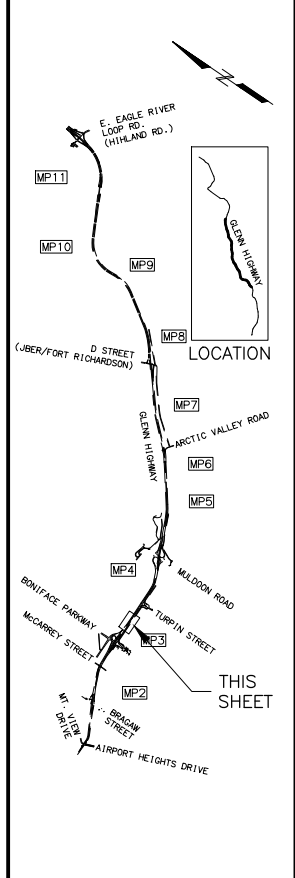 N
E. EAGLE RIVER
LOOP RD.
(HIHLAND RD.)
MP11
GLENN HIGHWAY
MP10
MP9
MP8
LOCATION
D STREET
(JBER/FORT RICHARDSON)
MP7
GLENN HIGHWAY
ARCTIC VALLEY ROAD
MP6
MP5
MP4
MULDOON ROAD
BONIFACE PARKWAY
TURPIN STREET
McCARREY STREET
MP3
THIS
SHEET
MP2
MT. VIEW
DRIVE
BRAGAW
STREET
AIRPORT HEIGHTS DRIVE